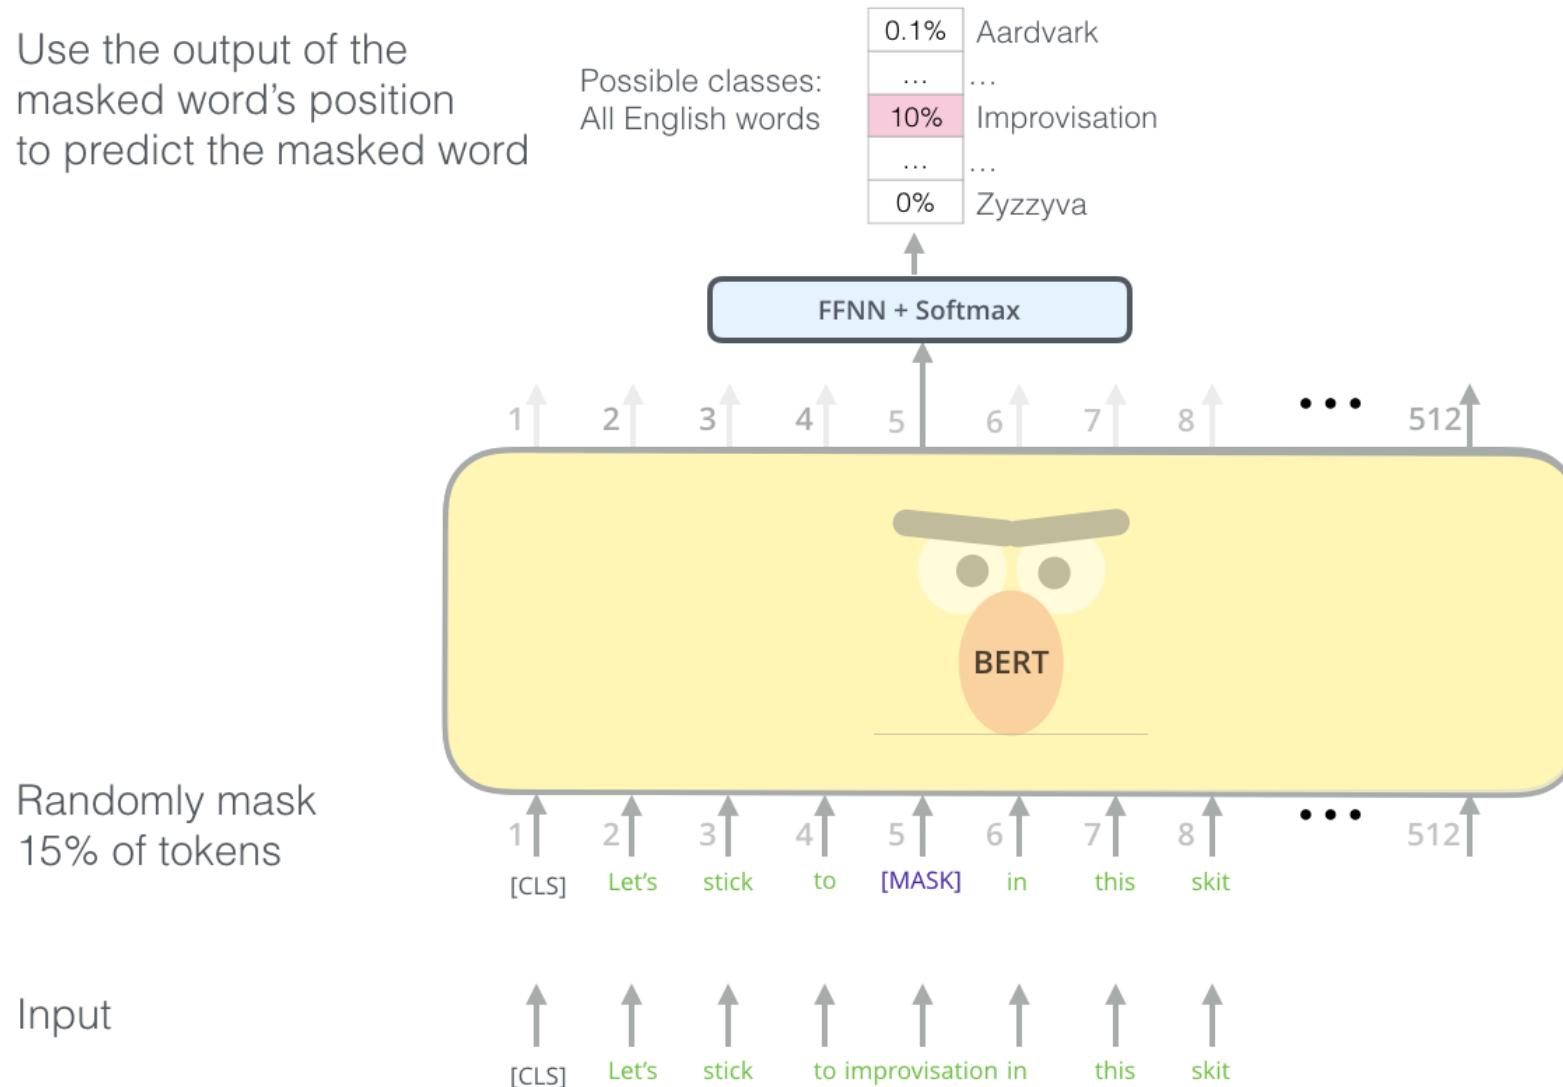 Use the output of the
masked word's position
to predict the masked word
Possible classes:
All English words
0.1% Aardvark
... ...
10% Improvisation
... ...
0% Zyzzyva
FFNN + Softmax
1 2 3 4 5 6 7 8 ••• 512
BERT
Randomly mask
15% of tokens
1 2 3 4 5 6 7 8 ••• 512
[CLS] Let's stick to [MASK] in this skit
Input
[CLS] Let's stick to improvisation in this skit